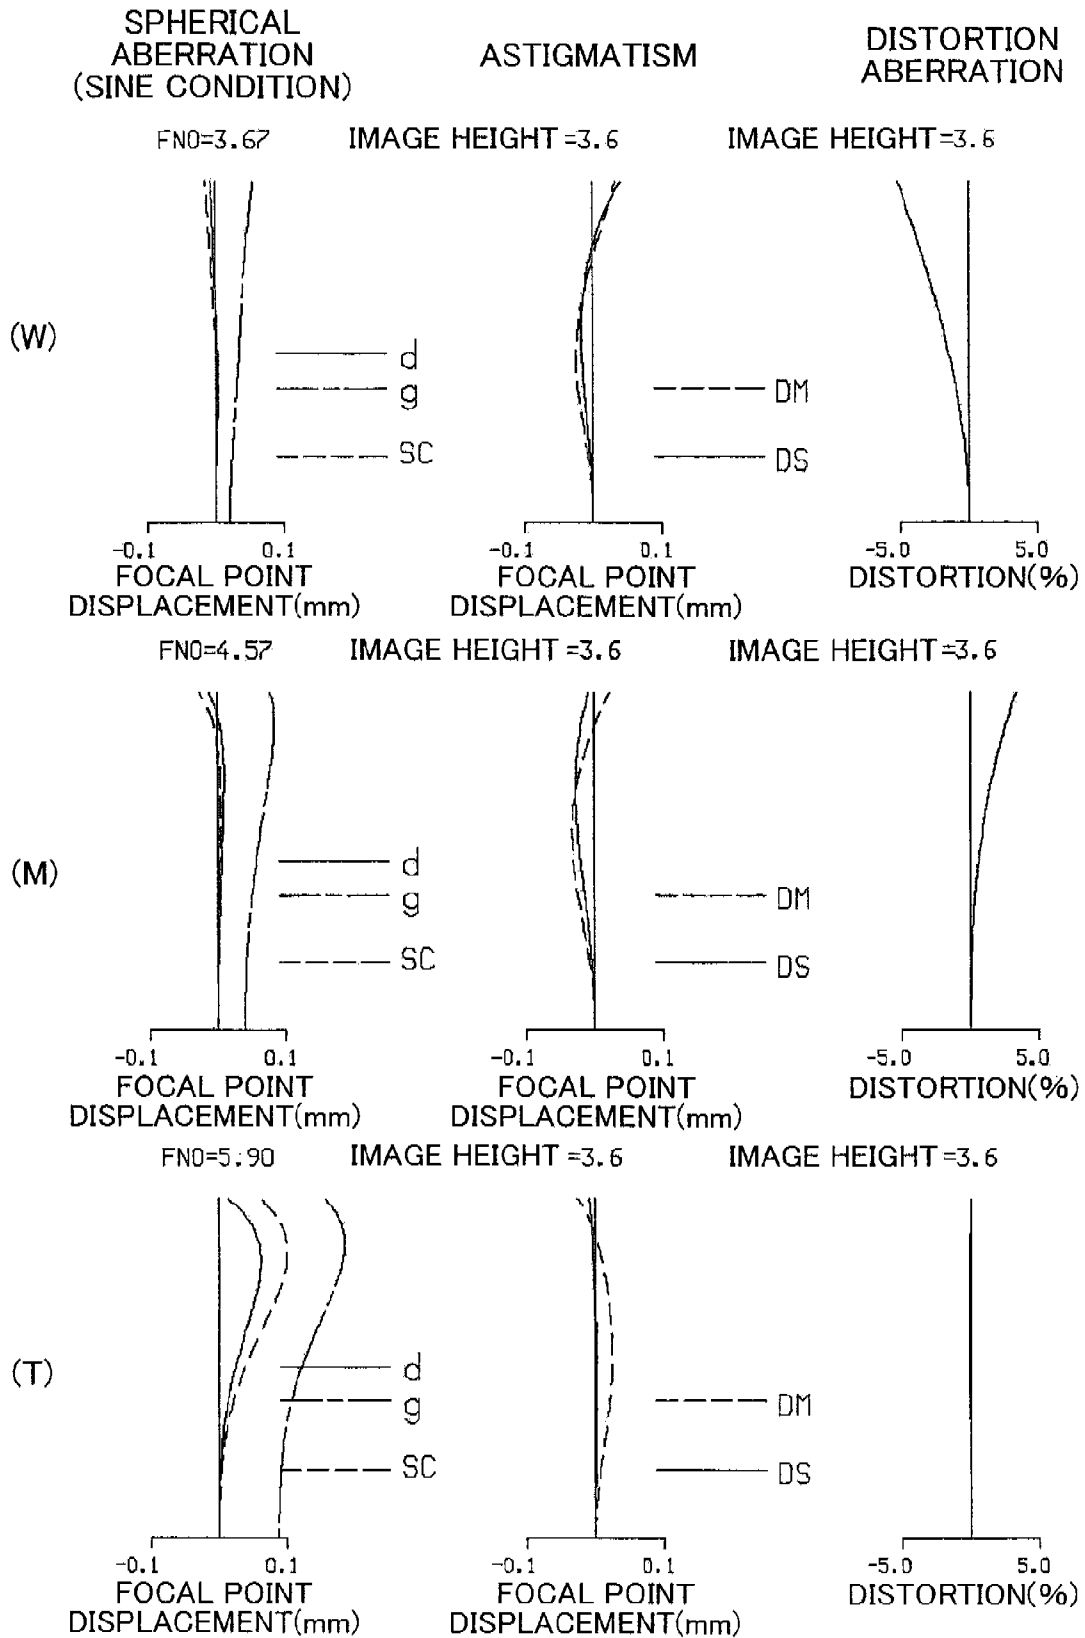 SPHERICAL
ABERRATION
(SINE CONDITION)
ASTIGMATISM
DISTORTION
ABERRATION
FNO=3.67
IMAGE HEIGHT =3.6
IMAGE HEIGHT =3.6
(W)
d
g
SC
DM
DS
-0.1 0.1
FOCAL POINT
DISPLACEMENT(mm)
-0.1 0.1
FOCAL POINT
DISPLACEMENT(mm)
-5.0 5.0
DISTORTION(%)
FNO=4.57
IMAGE HEIGHT =3.6
IMAGE HEIGHT =3.6
(M)
d
g
SC
DM
DS
-0.1 0.1
FOCAL POINT
DISPLACEMENT(mm)
-0.1 0.1
FOCAL POINT
DISPLACEMENT(mm)
-5.0 5.0
DISTORTION(%)
FNO=5.90
IMAGE HEIGHT =3.6
IMAGE HEIGHT =3.6
(T)
d
g
SC
DM
DS
-0.1 0.1
FOCAL POINT
DISPLACEMENT(mm)
-0.1 0.1
FOCAL POINT
DISPLACEMENT(mm)
-5.0 5.0
DISTORTION(%)